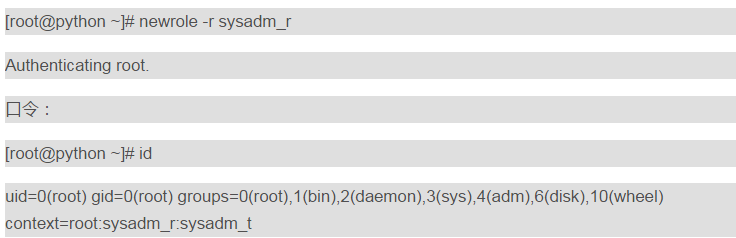 [root@python ~]# newrole -r sysadm_r
Authenticating root.
口令：
[root@python ~]# id
uid=0(root) gid=0(root) groups=0(root),1(bin),2(daemon),3(sys),4(adm),6(disk),10(wheel)
context=root:sysadm_r:sysadm_t